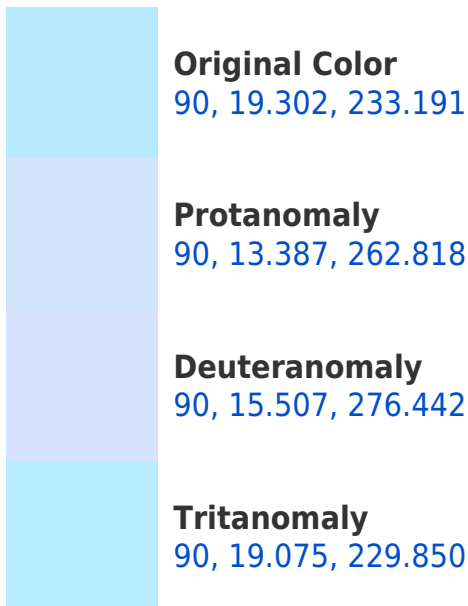 Original Color
90, 19.302, 233.191
Protanomaly
90, 13.387, 262.818
Deuteranomaly
90, 15.507, 276.442
Tritanomaly
90, 19.075, 229.850